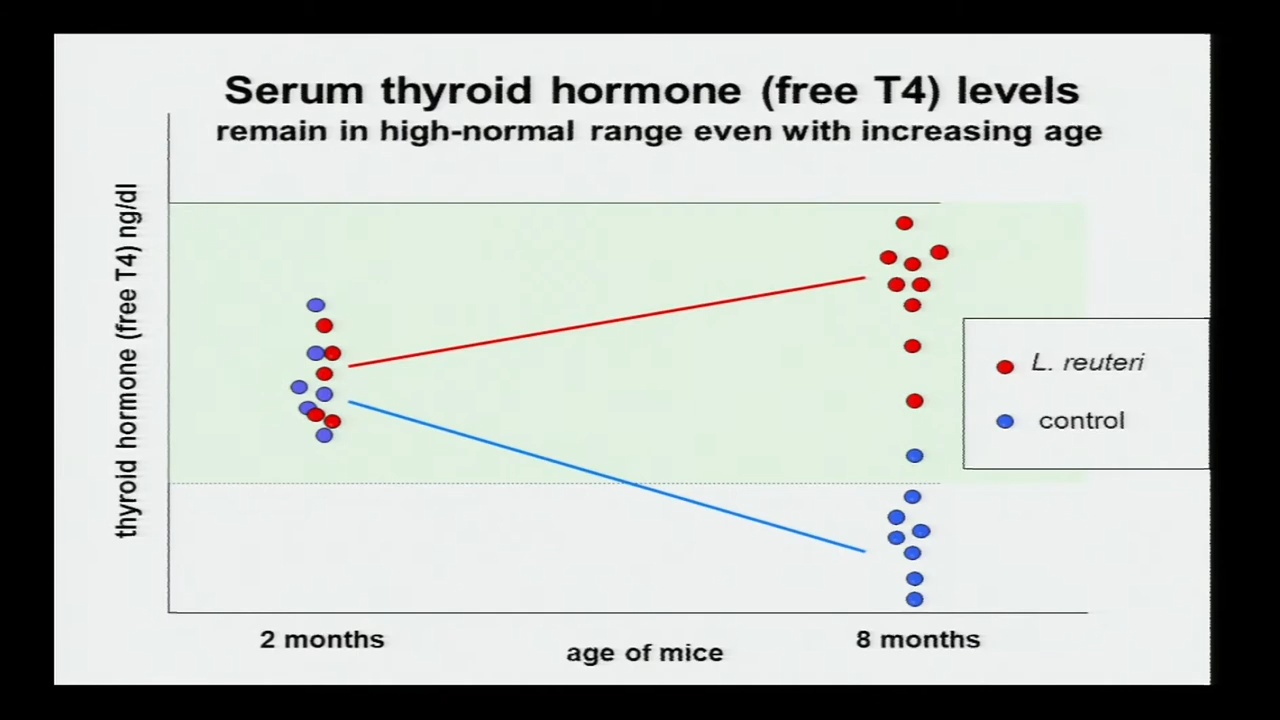 Serum thyroid hormone (free T4) levels
remain in high-normal range even with increasing age
thyroid hormone (free T4) ng/dl
L. reuteri
control
2 months
8 months
age of mice